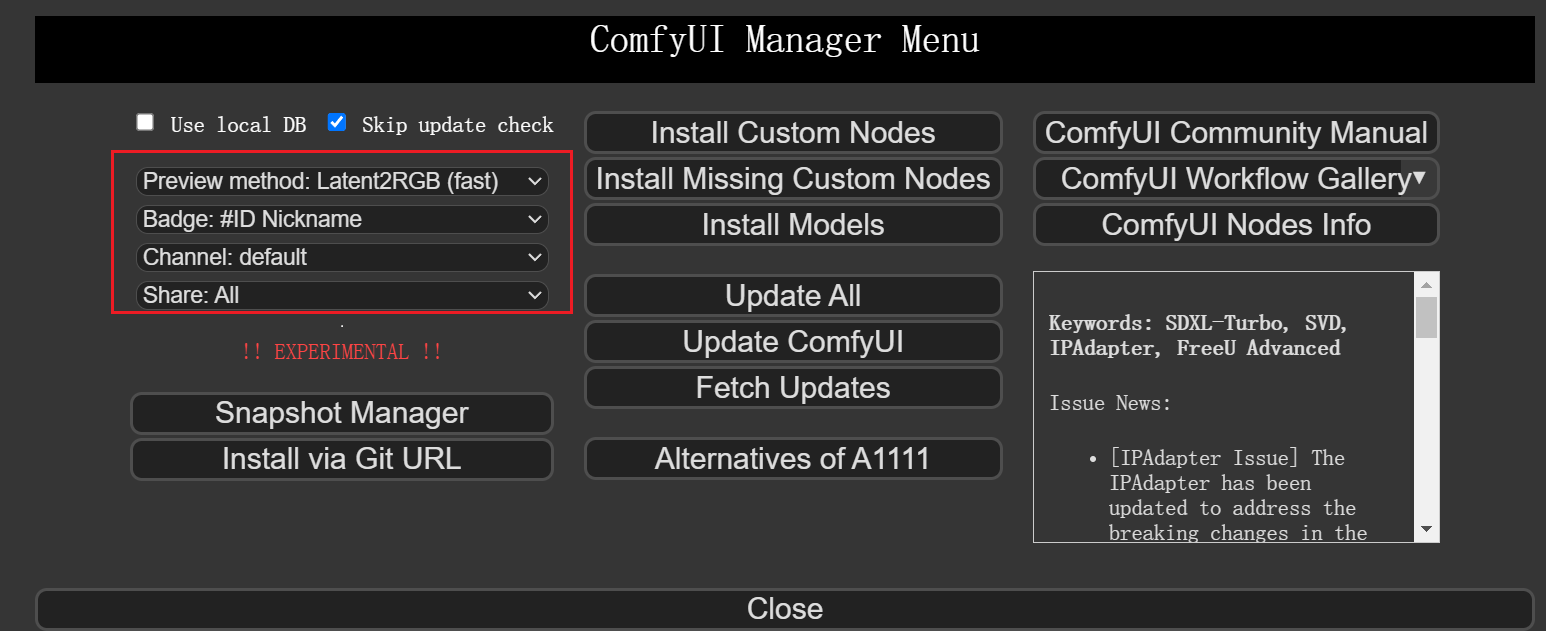 ComfyUI Manager Menu
Use local DB
Skip update check
Preview method: Latent2RGB (fast)
Badge: #ID Nickname
Channel: default
Share: All
!! EXPERIMENTAL !!
Snapshot Manager
Install via Git URL
Install Custom Nodes
Install Missing Custom Nodes
Install Models
Update All
Update ComfyUI
Fetch Updates
Alternatives of A1111
ComfyUI Community Manual
ComfyUI Workflow Gallery
ComfyUI Nodes Info
Keywords: SDXL-Turbo, SVD,
IPAdapter, FreeU Advanced
Issue News:
• [IPAdapter Issue] The
IPAdapter has been
updated to address the
breaking changes in the
Close